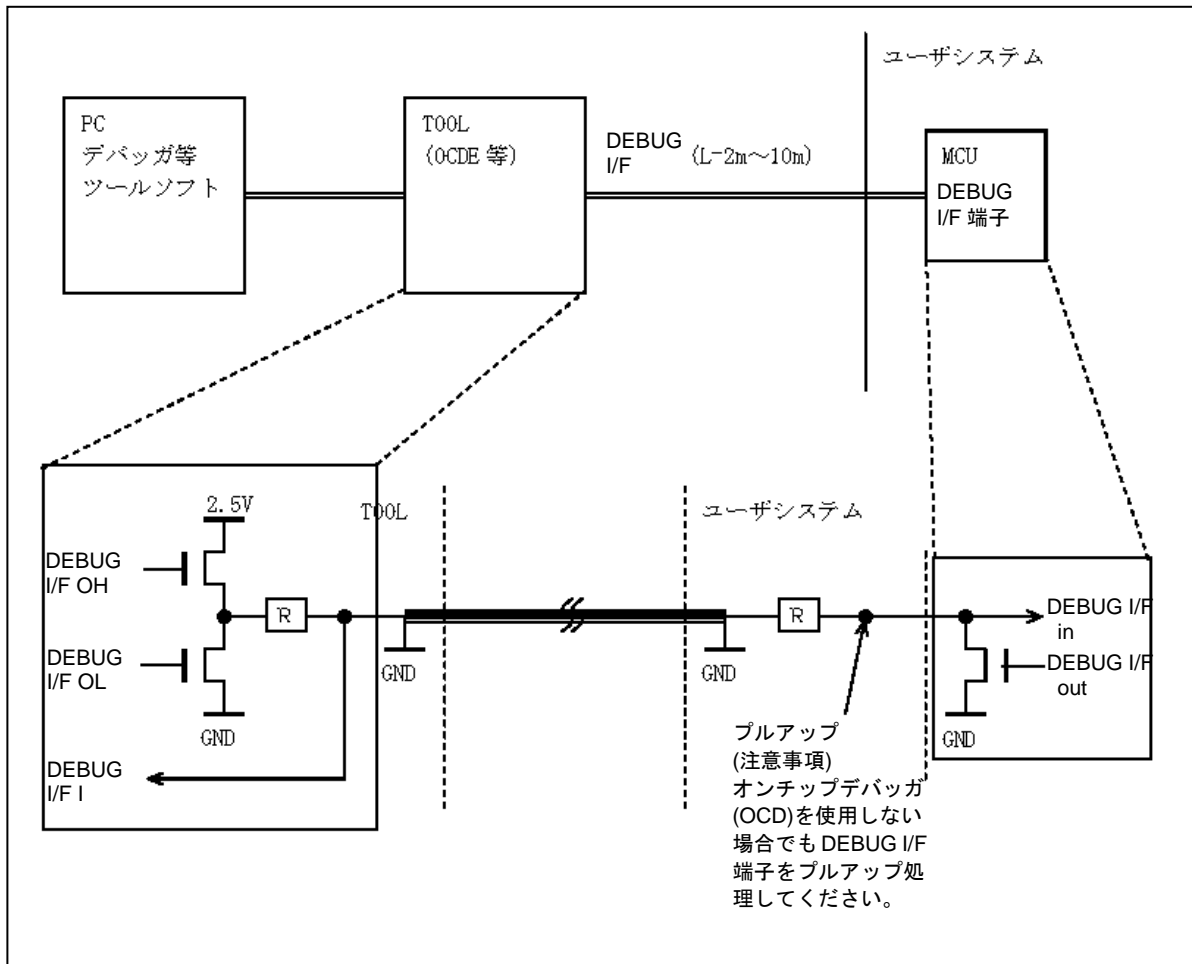 ユーザシステム
PC
デバッガ等
ツールソフト
TOOL
(OCDE 等)
DEBUG
I/F
(L-2m～10m)
MCU
DEBUG
I/F 端子
2.5V
TOOL
ユーザシステム
DEBUG
I/F OH
R
R
DEBUG I/F
in
DEBUG
I/F OL
GND
GND
DEBUG I/F
out
GND
GND
DEBUG
I/F I
プルアップ
(注意事項)
オンチップデバッガ
(OCD)を使用しない
場合でも DEBUG I/F
端子をプルアップ処
理してください。